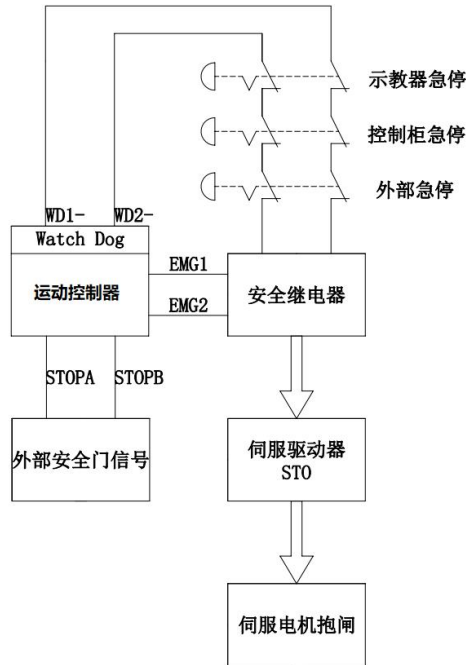 示教器急停
控制柜急停
外部急停
WD1-
WD2-
Watch Dog
运动控制器
EMG1
EMG2
安全继电器
STOPA
STOPB
外部安全门信号
伺服驱动器
STO
伺服电机抱闸